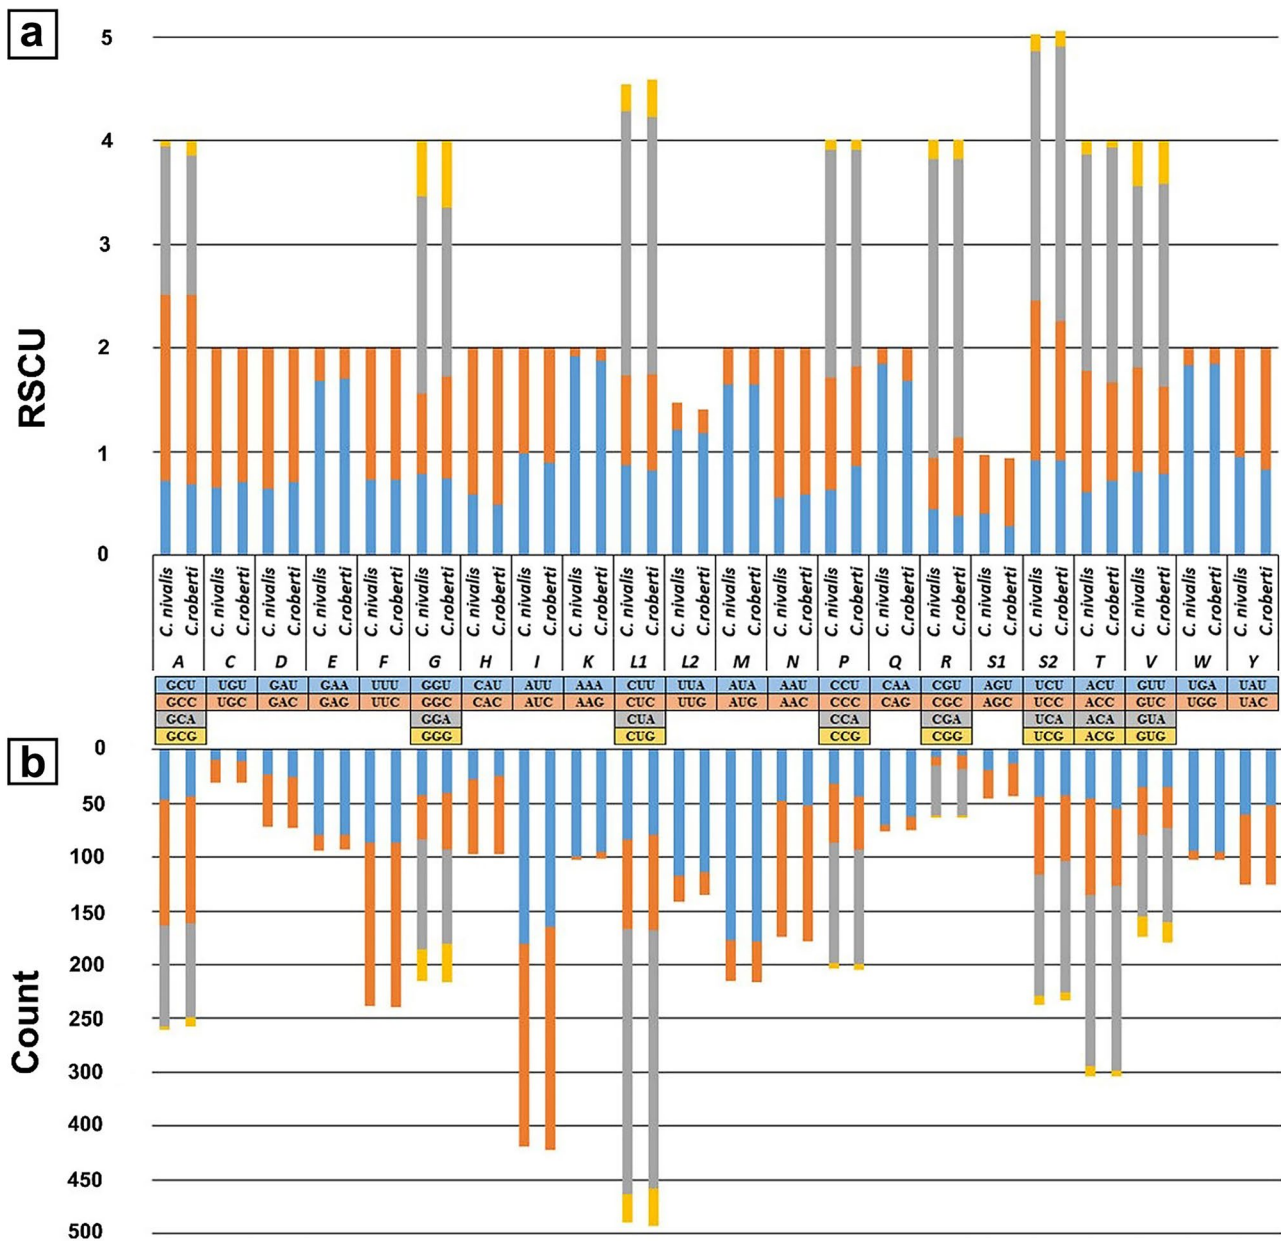 a
5
4
3
2
1
0
RSCU
C. nivalis C.roberti C. nivalis C.roberti C. nivalis C.roberti C. nivalis C.roberti C. nivalis C.roberti C. nivalis C.roberti C. nivalis C.roberti C. nivalis C.roberti C. nivalis C.roberti C. nivalis C.roberti C. nivalis C.roberti C. nivalis C.roberti C. nivalis C.roberti C. nivalis C.roberti C. nivalis C.roberti C. nivalis C.roberti C. nivalis C.roberti C. nivalis C.roberti C. nivalis C.roberti C. nivalis C.roberti C. nivalis C.roberti C. nivalis C.roberti
A C D E F G H I K L1 L2 M N P Q R S1 S2 T V W Y
GCU UGU GAU GAA UUU GGU CAU AUU AAA CUU UUA AUA AAU CCU CAA CGU AGU UCU ACU GUU UGA UAU
GCC UGC GAC GAG UUC GGC CAC AUC AAG CUC UUG AUG AAC CCC CAG CGC AGC UCC ACC GUC UGG UAC
GCA GGA CUA CCA CGA UCA ACA GUA
GCG GGG CUG CCG CGG UCG ACG GUG
b
0
50
100
150
200
250
300
400
450
500
Count